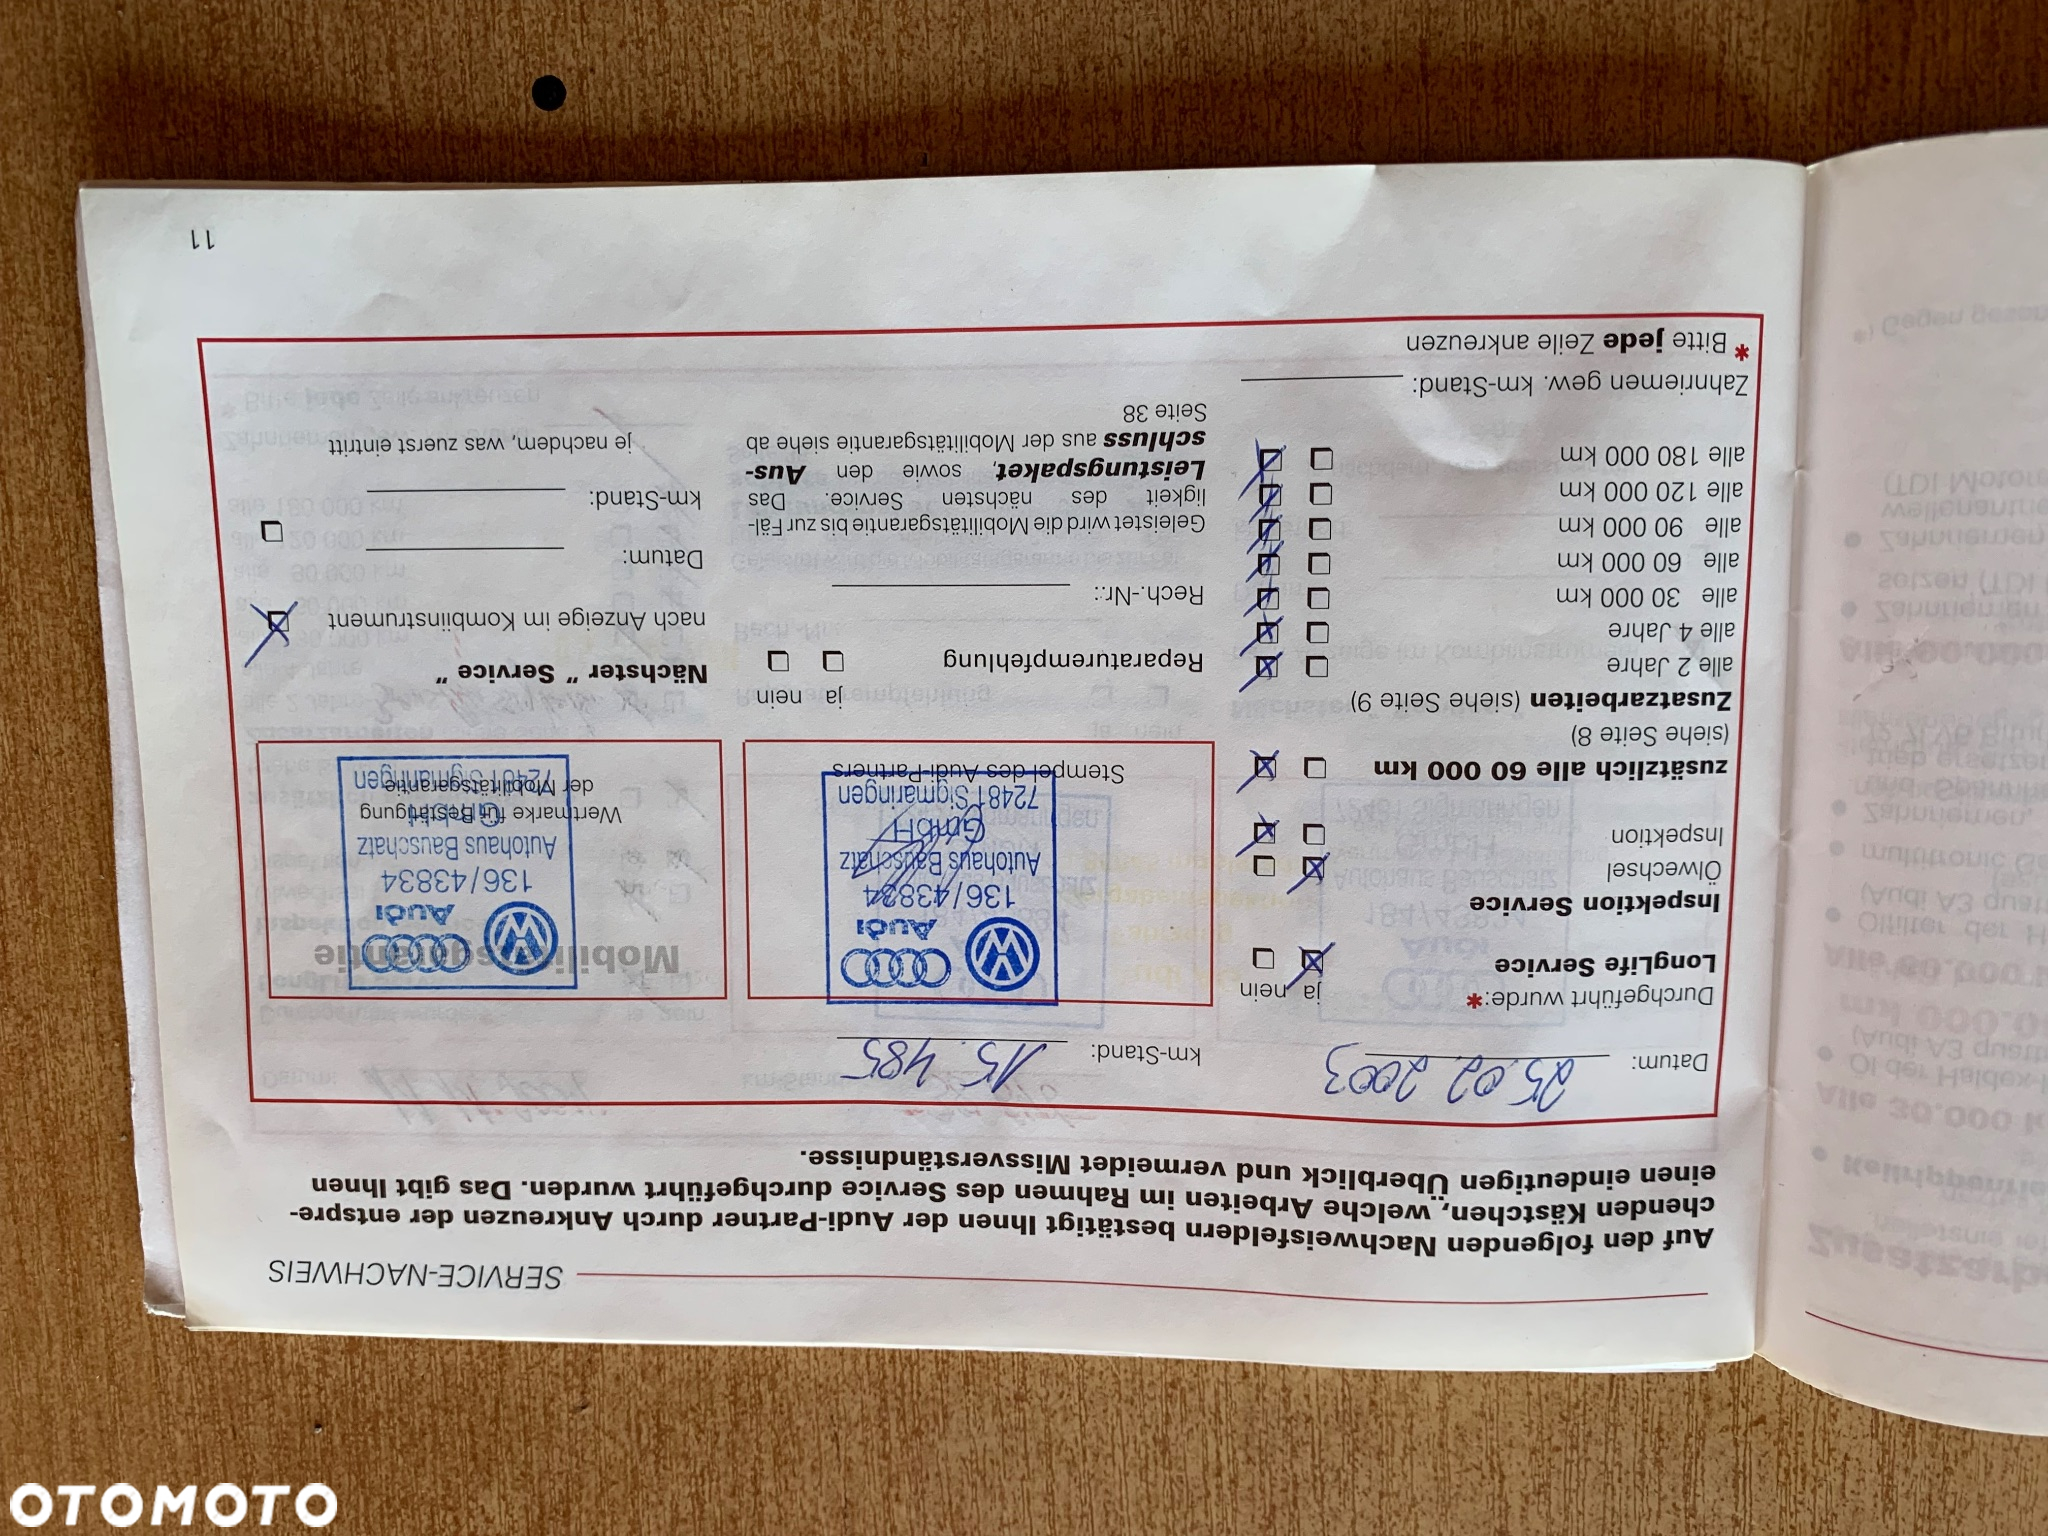 SERVICE-NACHWEIS
Auf den folgenden Nachweisfeldern bestätigt Ihnen der Audi-Partner durch Ankreuzen der entspre-
chenden Kästchen, welche Arbeiten im Rahmen des Service durchgeführt wurden. Das gibt Ihnen
einen eindeutigen Überblick und vermeidet Missverständnisse.
Datum: 25.02.2003
Durchgeführt wurde:* ja nein
LongLife Service
Inspektion Service
Ölwechsel
Inspektion
zusätzlich alle 60 000 km
(siehe Seite 8)
Zusatzarbeiten (siehe Seite 9)
alle 2 Jahre
alle 4 Jahre
alle 30 000 km
alle 60 000 km
alle 90 000 km
alle 120 000 km
alle 180 000 km
Zahnriemen gew. km-Stand:
* Bitte jede Zeile ankreuzen
km-Stand: 15.485
Audi
136/43834
Autohaus Bauschatz
GmbH
72481 Sigmaringen
Stempel des Audi-Partners
ja nein
Reparaturempfehlung
Rech.-Nr.:
Geleistet wird die Mobilitätsgarantie bis zur Fäl-
ligkeit des nächsten Service. Das
Leistungspaket, sowie den Aus-
schluss aus der Mobilitätsgarantie siehe ab
Seite 38
Mobilitätsgarantie
Audi
136/43834
Autohaus Bauschatz
GmbH
72481 Sigmaringen
Wertmarke für Bestätigung
der Mobilitätsgarantie
Nächster " Service "
nach Anzeige im Kombiinstrument
Datum:
km-Stand:
je nachdem, was zuerst eintritt
11
OTOMOTO